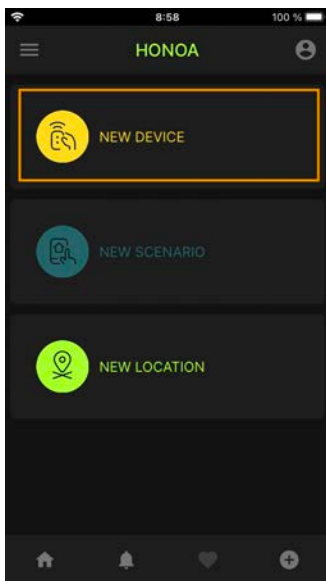 8:58
100 %
HONOA
NEW DEVICE
NEW SCENARIO
NEW LOCATION